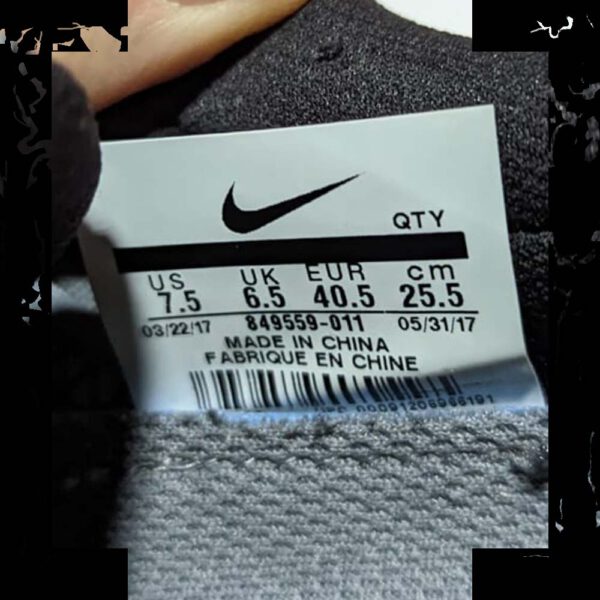 QTY
US UK EUR cm
7.5 6.5 40.5 25.5
03/22/17 849559-011 05/31/17
MADE IN CHINA
FABRIQUE EN CHINE